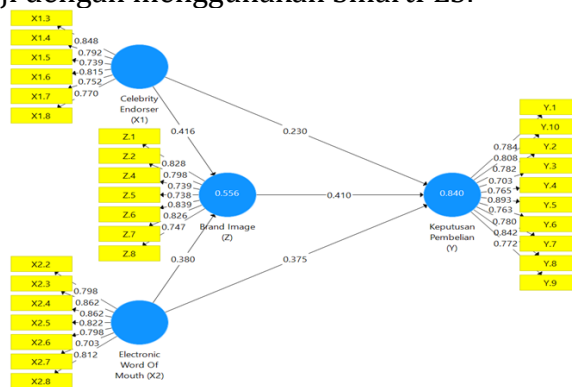 ji dengan menggunakan SmartPLS:
X1.3
X1.4
X1.5
X1.6
X1.7
X1.8
0.848
0.792
0.739
0.815
0.752
0.770
Celebrity
Endorser
(X1)
0.416
0.230
Z.1
Z.2
Z.4
Z.5
Z.6
Z.7
Z.8
0.828
0.798
0.739
0.738
0.839
0.826
0.747
0.556
Brand Image
(Z)
0.410
0.380
0.375
X2.2
X2.3
X2.4
X2.5
X2.6
X2.7
X2.8
0.798
0.862
0.862
0.822
0.798
0.703
0.812
Electronic
Word Of
Mouth (X2)
0.840
Keputusan
Pembelian
(Y)
0.784
0.808
0.782
0.703
0.765
0.893
0.763
0.780
0.842
0.772
Y.1
Y.10
Y.2
Y.3
Y.4
Y.5
Y.6
Y.7
Y.8
Y.9